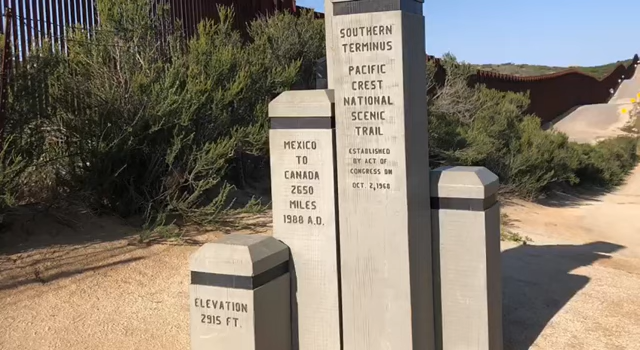 SOUTHERN
TERMINUS
PACIFIC
CREST
NATIONAL
SCENIC
TRAIL
ESTABLISHED
BY ACT OF
CONGRESS ON
OCT. 2, 1968
MEXICO
TO
CANADA
2650
MILES
1988 A.D.
ELEVATION
2915 FT.